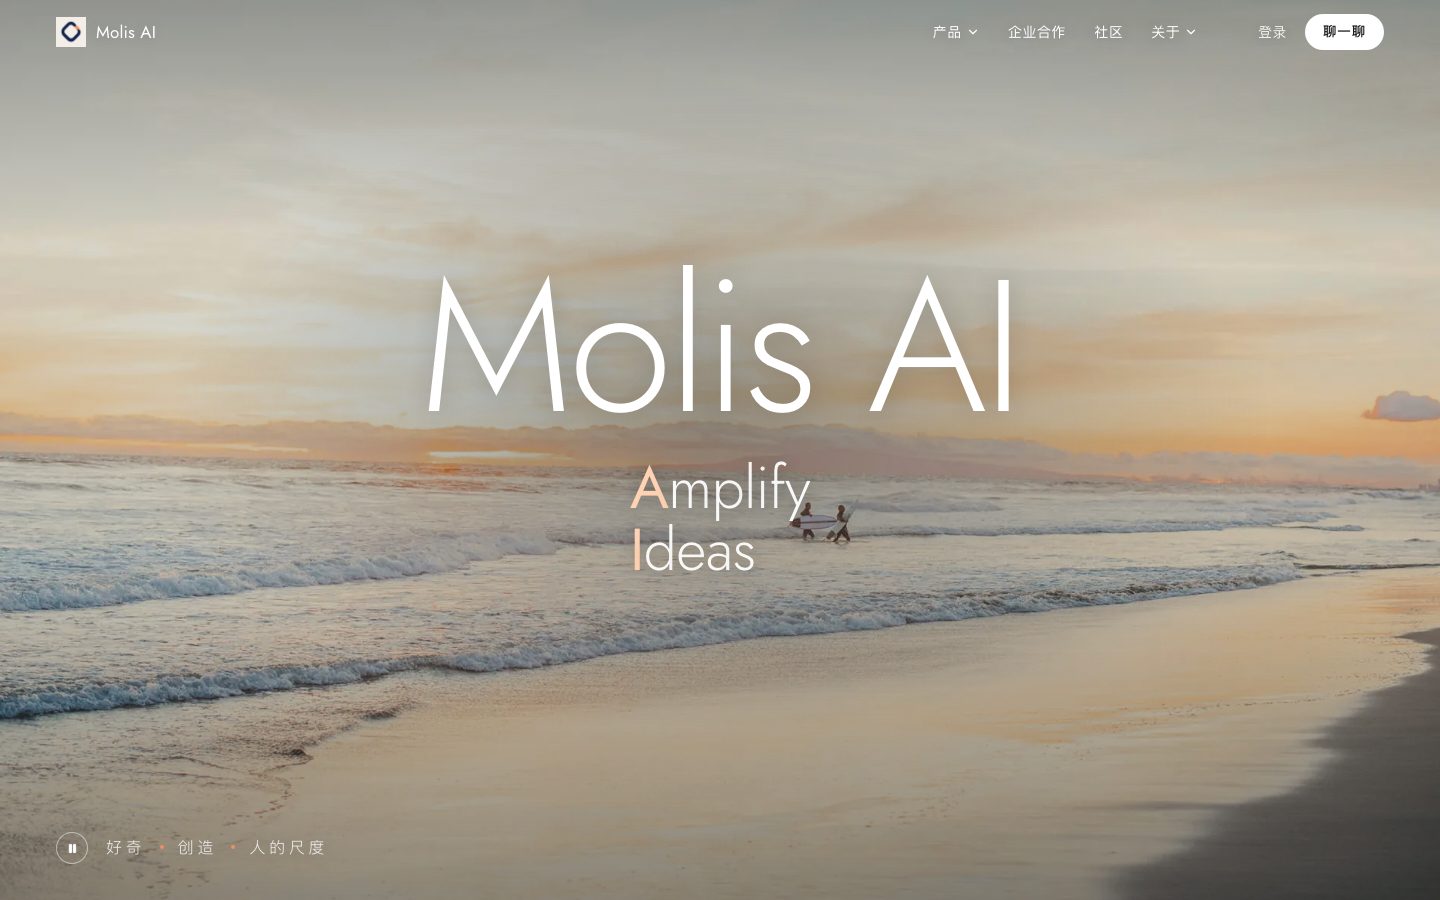 Molis AI
产品
企业合作
社区
关于
登录
聊一聊
Molis AI
Amplify
Ideas
好奇 • 创造 • 人的尺度